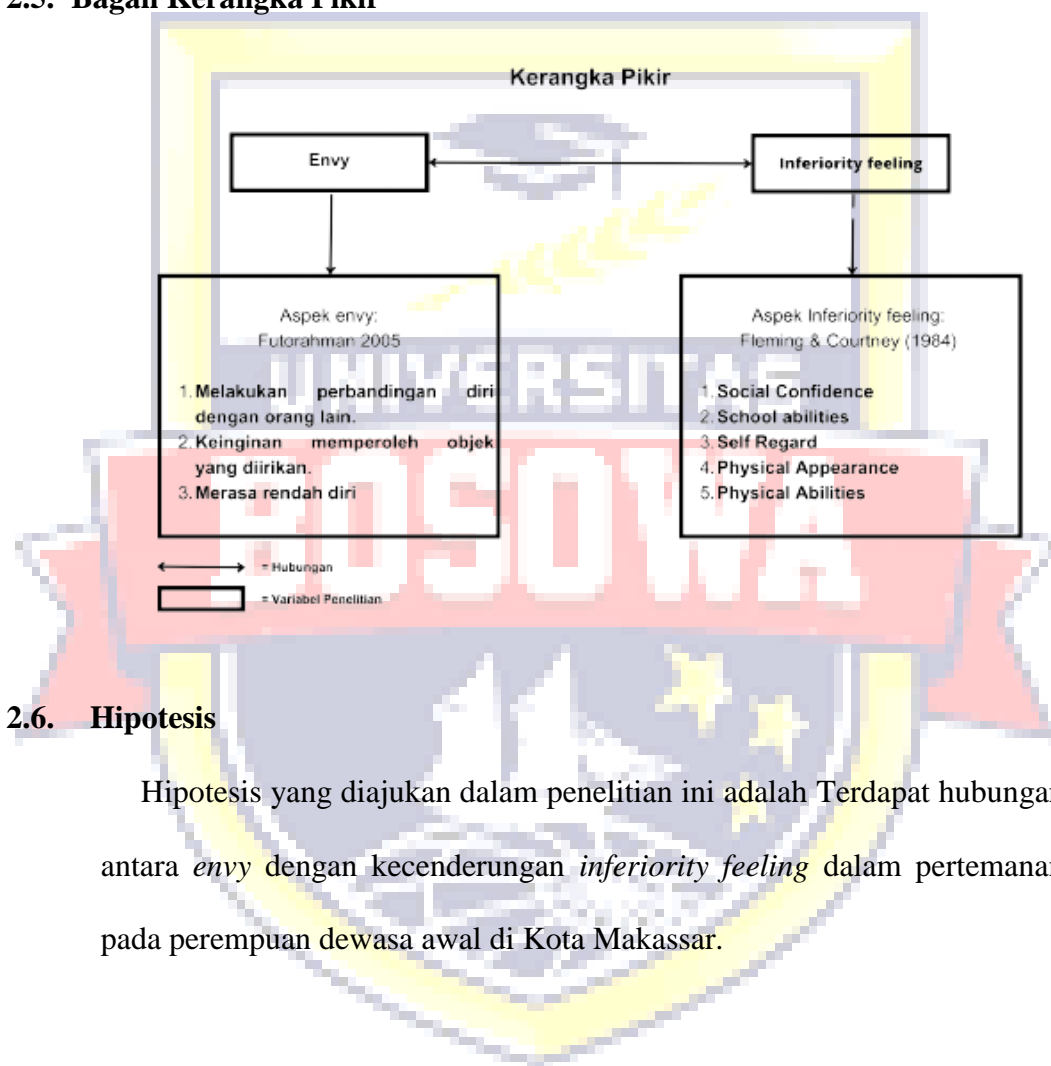 2.5. Bagan Kerangka Pikir
Kerangka Pikir
Envy
Inferiority feeling
Aspek envy:
Futorahman 2005
1. Melakukan perbandingan diri
dengan orang lain.
2. Keinginan memperoleh objek
yang diirikan.
3. Merasa rendah diri
Aspek Inferiority feeling:
Fleming & Courtney (1984)
1. Social Confidence
2. School abilities
3. Self Regard
4. Physical Appearance
5. Physical Abilities
= Hubungan
= Variabel Penelitian
UNIVERSITAS
BOSOWA
2.6. Hipotesis
Hipotesis yang diajukan dalam penelitian ini adalah Terdapat hubungan
antara envy dengan kecenderungan inferiority feeling dalam pertemanan
pada perempuan dewasa awal di Kota Makassar.